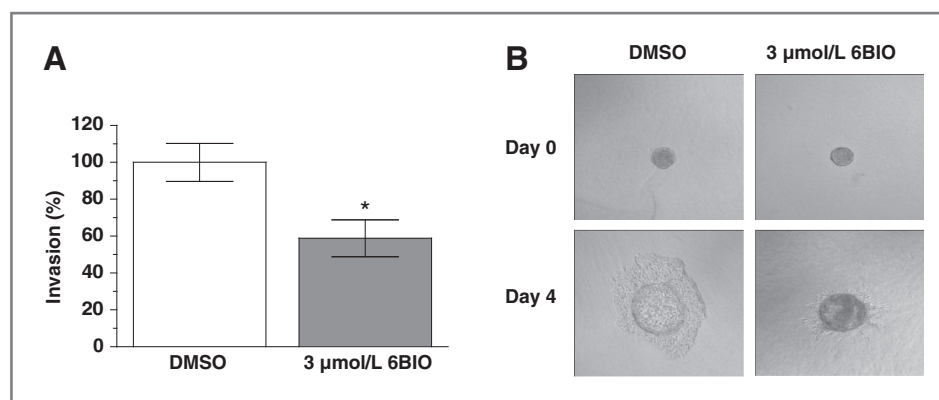 A
Invasion (%)
120
100
80
60
40
20
0
*
DMSO
3 µmol/L 6BIO
B
DMSO
3 µmol/L 6BIO
Day 0
Day 4